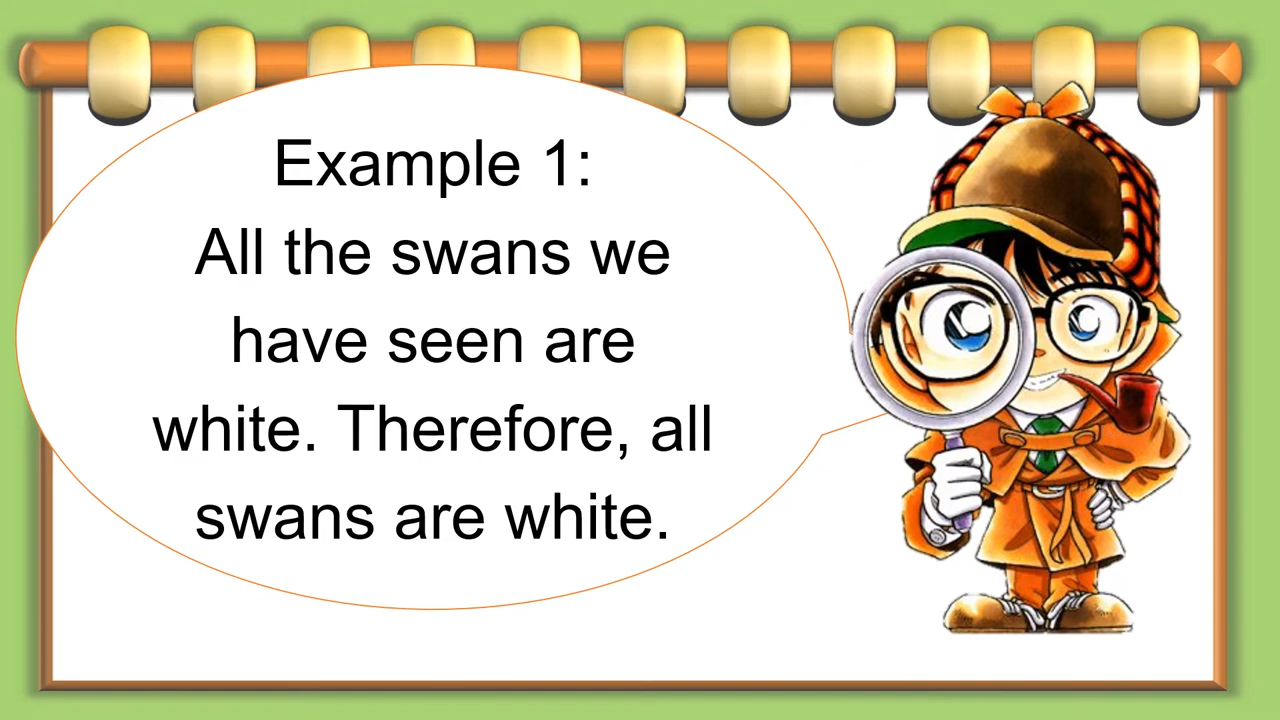 Example 1:
All the swans we
have seen are
white. Therefore, all
swans are white.